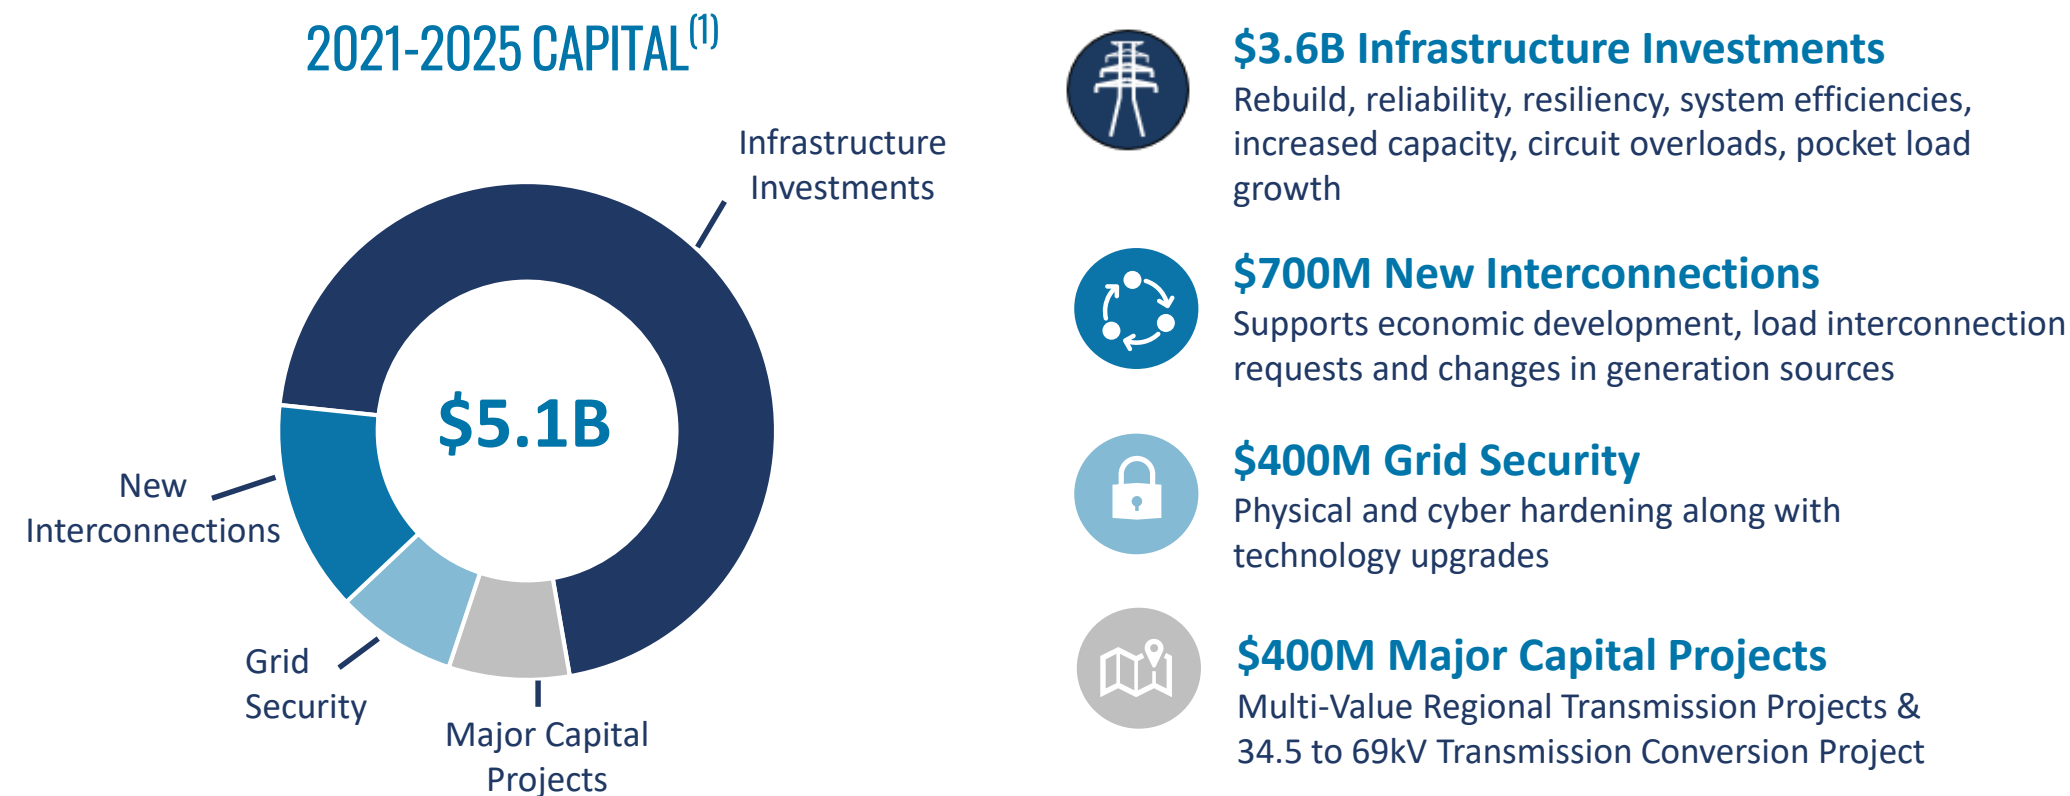 2021-2025 CAPITAL(1)
Infrastructure
Investments
$5.1B
New
Interconnections
Grid
Security
Major Capital
Projects
$3.6B Infrastructure Investments
Rebuild, reliability, resiliency, system efficiencies,
increased capacity, circuit overloads, pocket load
growth
$700M New Interconnections
Supports economic development, load interconnection
requests and changes in generation sources
$400M Grid Security
Physical and cyber hardening along with
technology upgrades
$400M Major Capital Projects
Multi-Value Regional Transmission Projects &
34.5 to 69kV Transmission Conversion Project